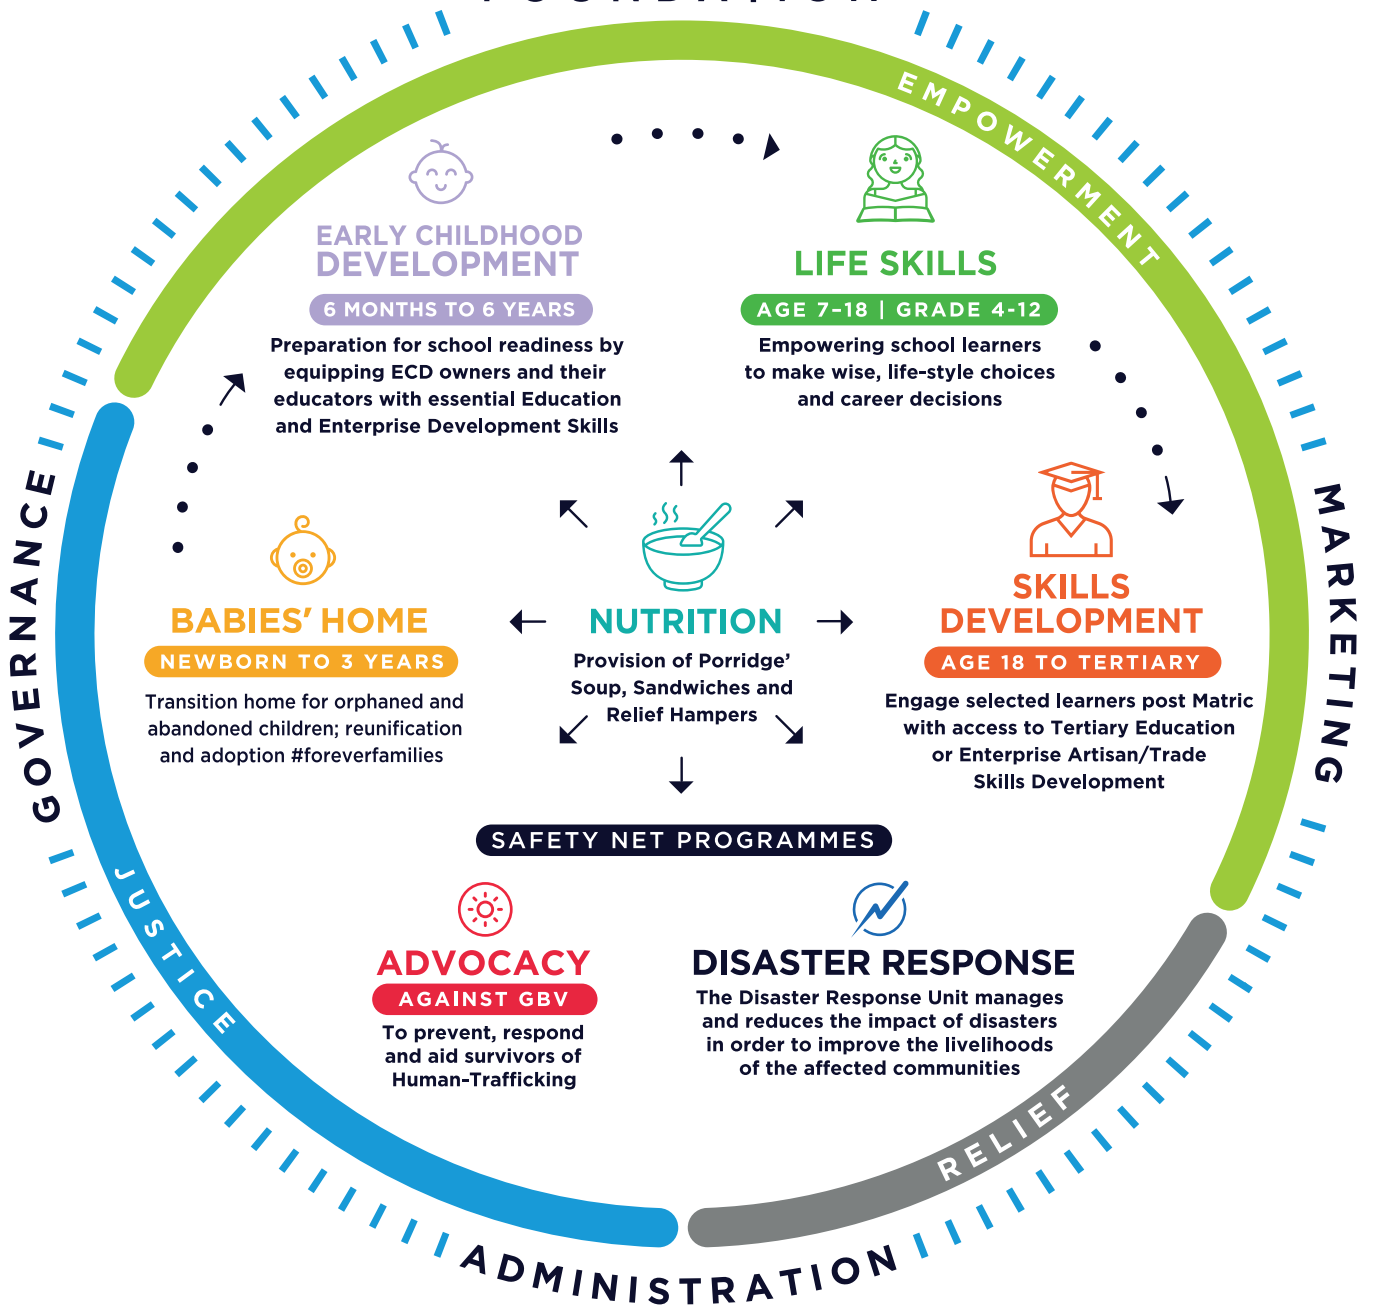 EMPOWERMENT
EARLY CHILDHOOD
DEVELOPMENT
6 MONTHS TO 6 YEARS
Preparation for school readiness by
equipping ECD owners and their
educators with essential Education
and Enterprise Development Skills
LIFE SKILLS
AGE 7–18 | GRADE 4-12
Empowering school learners
to make wise, life-style choices
and career decisions
GOVERNANCE
MARKETING
BABIES' HOME
NEWBORN TO 3 YEARS
Transition home for orphaned and
abandoned children; reunification
and adoption #foreverfamilies
NUTRITION
Provision of Porridge'
Soup, Sandwiches and
Relief Hampers
SKILLS
DEVELOPMENT
AGE 18 TO TERTIARY
Engage selected learners post Matric
with access to Tertiary Education
or Enterprise Artisan/Trade
Skills Development
SAFETY NET PROGRAMMES
JUSTICE
ADVOCACY
AGAINST GBV
To prevent, respond
and aid survivors of
Human-Trafficking
DISASTER RESPONSE
The Disaster Response Unit manages
and reduces the impact of disasters
in order to improve the livelihoods
of the affected communities
RELIEF
ADMINISTRATION